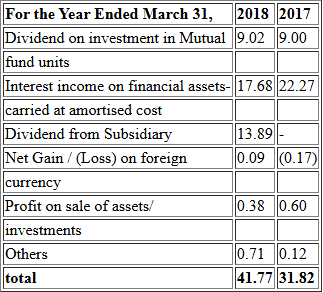 For the Year Ended March 31, 2018 2017
Dividend on investment in Mutual 9.02 9.00
fund units
Interest income on financial assets- 17.68 22.27
carried at amortised cost
Dividend from Subsidiary 13.89 -
Net Gain / (Loss) on foreign 0.09 (0.17)
currency
Profit on sale of assets/ 0.38 0.60
investments
Others 0.71 0.12
total 41.77 31.82